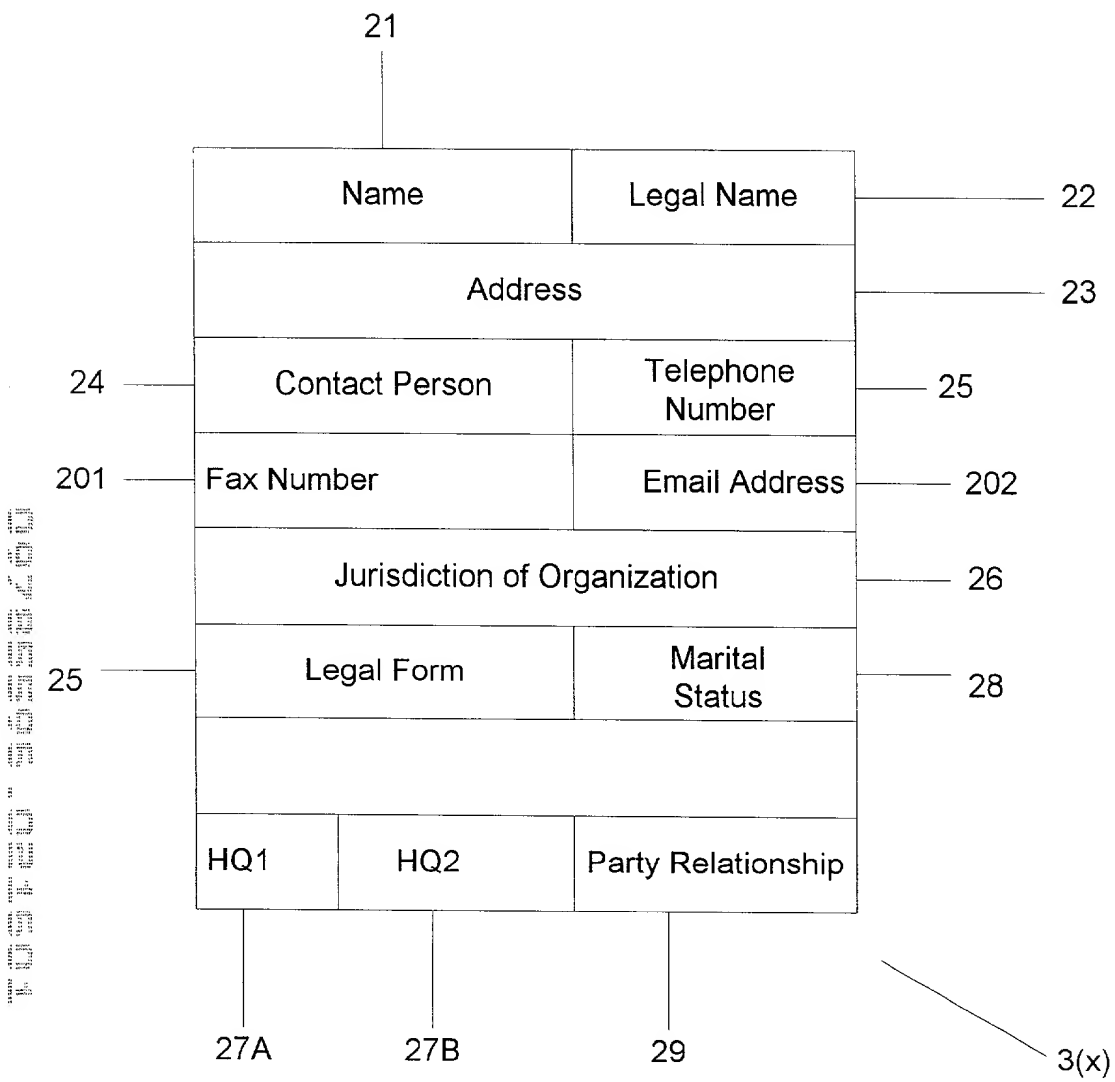 21
Name
Legal Name
22
Address
23
24
Contact Person
Telephone
Number
25
201
Fax Number
Email Address
202
Jurisdiction of Organization
26
25
Legal Form
Marital
Status
28
HQ1
HQ2
Party Relationship
27A
27B
29
3(x)